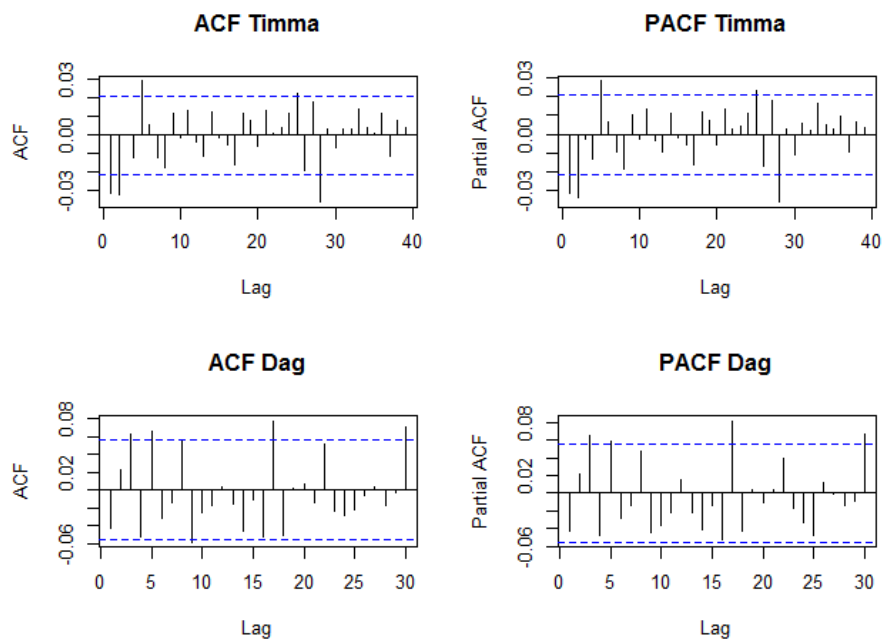 ACF Timma
ACF
0.03
0.00
-0.03
0 10 20 30 40
Lag
PACF Timma
Partial ACF
0.03
0.00
-0.03
0 10 20 30 40
Lag
ACF Dag
ACF
0.08
0.02
-0.06
0 5 10 15 20 25 30
Lag
PACF Dag
Partial ACF
0.08
0.02
-0.06
0 5 10 15 20 25 30
Lag